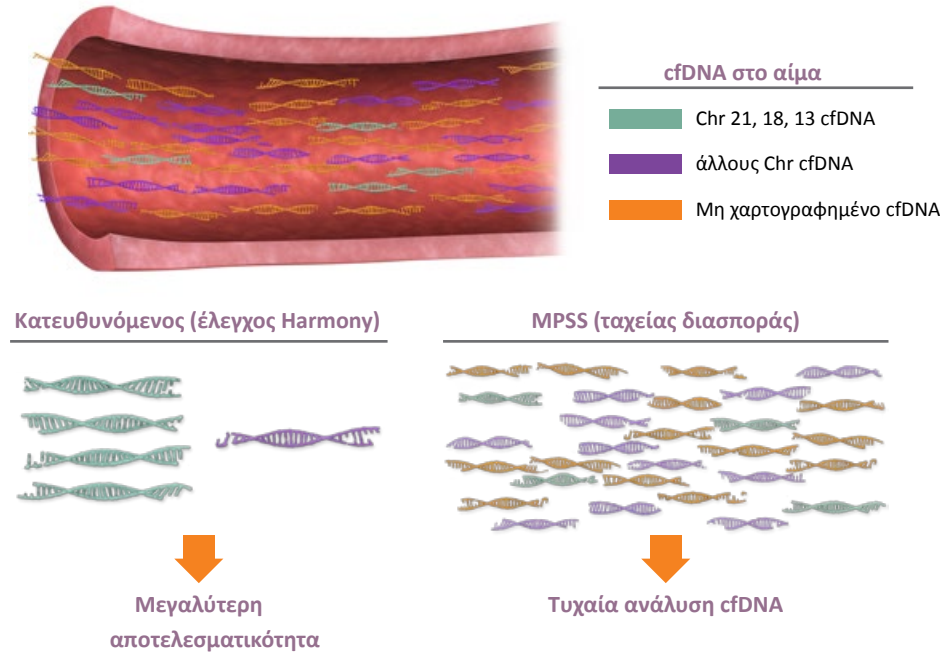 cfDNA στο αίμα
Chr 21, 18, 13 cfDNA
άλλους Chr cfDNA
Μη χαρτογραφημένο cfDNA
Κατευθυνόμενος (έλεγχος Harmony)
MPSS (ταχείας διασποράς)
Μεγαλύτερη
αποτελεσματικότητα
Τυχαία ανάλυση cfDNA